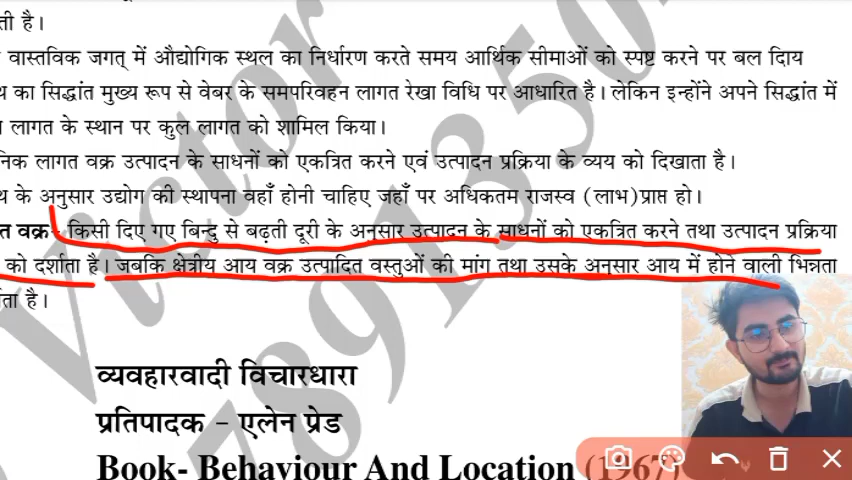 ती है।
वास्तविक जगत् में औद्योगिक स्थल का निर्धारण करते समय आर्थिक सीमाओं को स्पष्ट करने पर बल दिाय
का सिद्धांत मुख्य रूप से वेबर के समपरिवहन लागत रेखा विधि पर आधारित है। लेकिन इन्होंने अपने सिद्धांत में
लागत के स्थान पर कुल लागत को शामिल किया।
निक लागत वक्र उत्पादन के साधनों को एकत्रित करने एवं उत्पादन प्रक्रिया के व्यय को दिखाता है।
के अनुसार उद्योग की स्थापना वहाँ होनी चाहिए जहाँ पर अधिकतम राजस्व (लाभ)प्राप्त हो।
त वक्र- किसी दिए गए बिन्दु से बढ़ती दूरी के अनुसार उत्पादन के साधनों को एकत्रित करने तथा उत्पादन प्रक्रिया
को दर्शाता है। जबकि क्षेत्रीय आय वक्र उत्पादित वस्तुओं की मांग तथा उसके अनुसार आय में होने वाली भिन्नता
ता है।
व्यवहारवादी विचारधारा
प्रतिपादक - एलेन प्रेड
Book- Behaviour And Location (1967)
Victor
789135